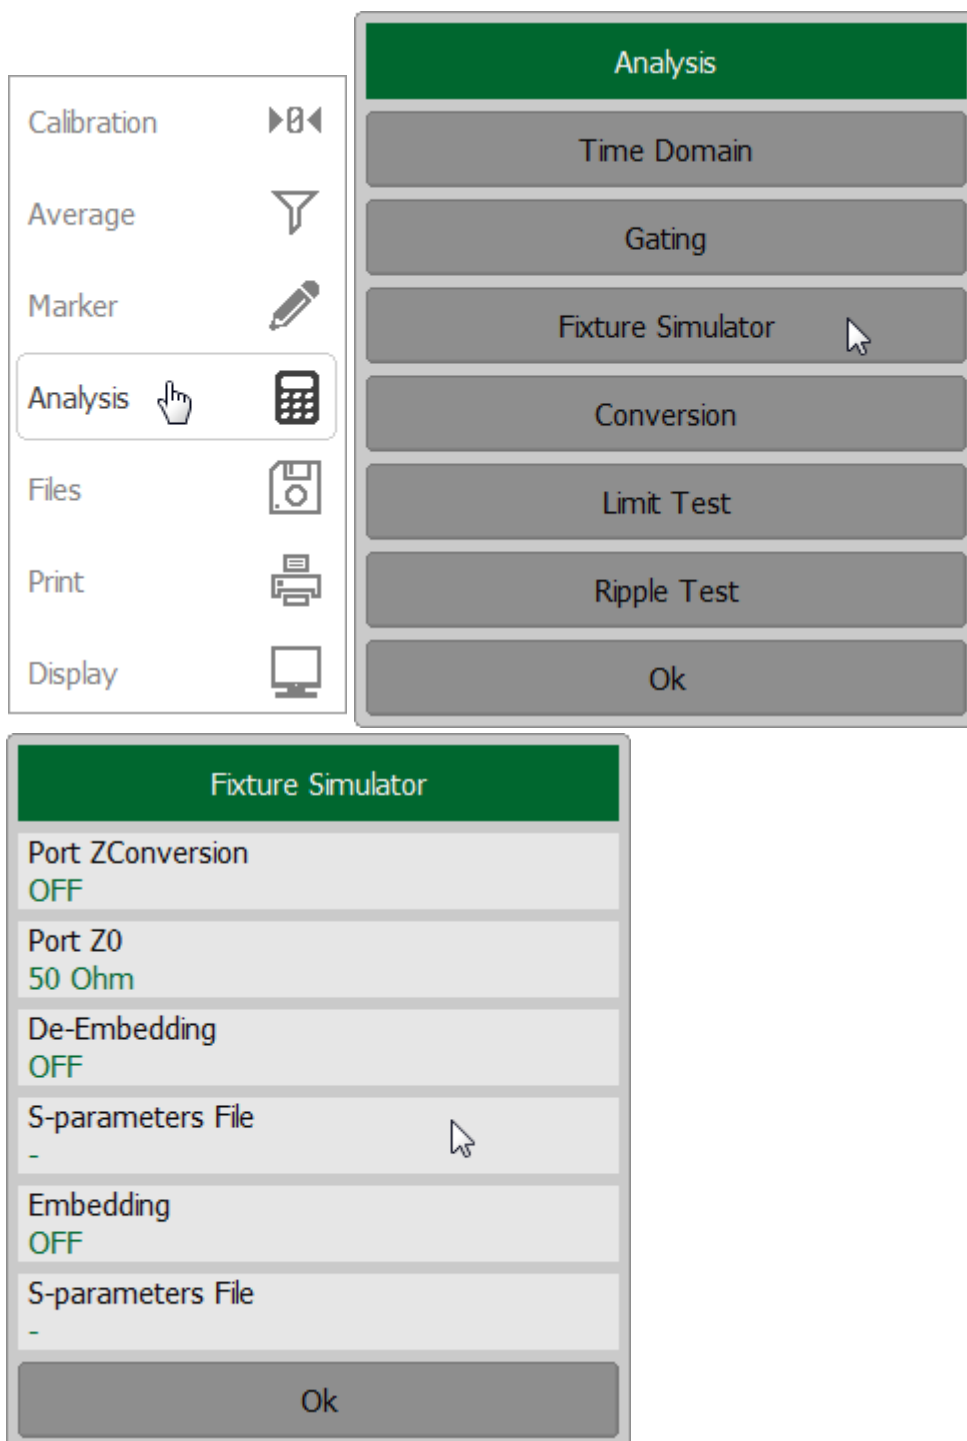 Calibration
Average
Marker
Analysis
Files
Print
Display
Analysis
Time Domain
Gating
Fixture Simulator
Conversion
Limit Test
Ripple Test
Ok
Fixture Simulator
Port ZConversion
OFF
Port Z0
50 Ohm
De-Embedding
OFF
S-parameters File
-
Embedding
OFF
S-parameters File
-
Ok